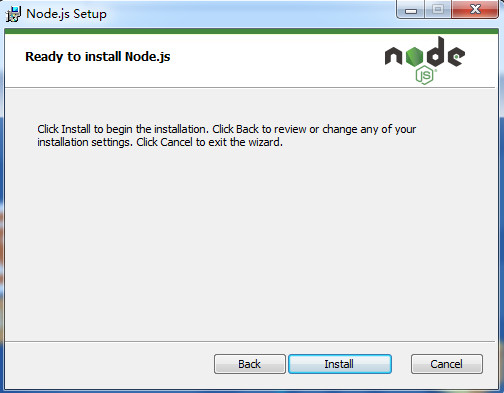 Node.js Setup
Ready to install Node.js
node
JS
Click Install to begin the installation. Click Back to review or change any of your
installation settings. Click Cancel to exit the wizard.
Back
Install
Cancel